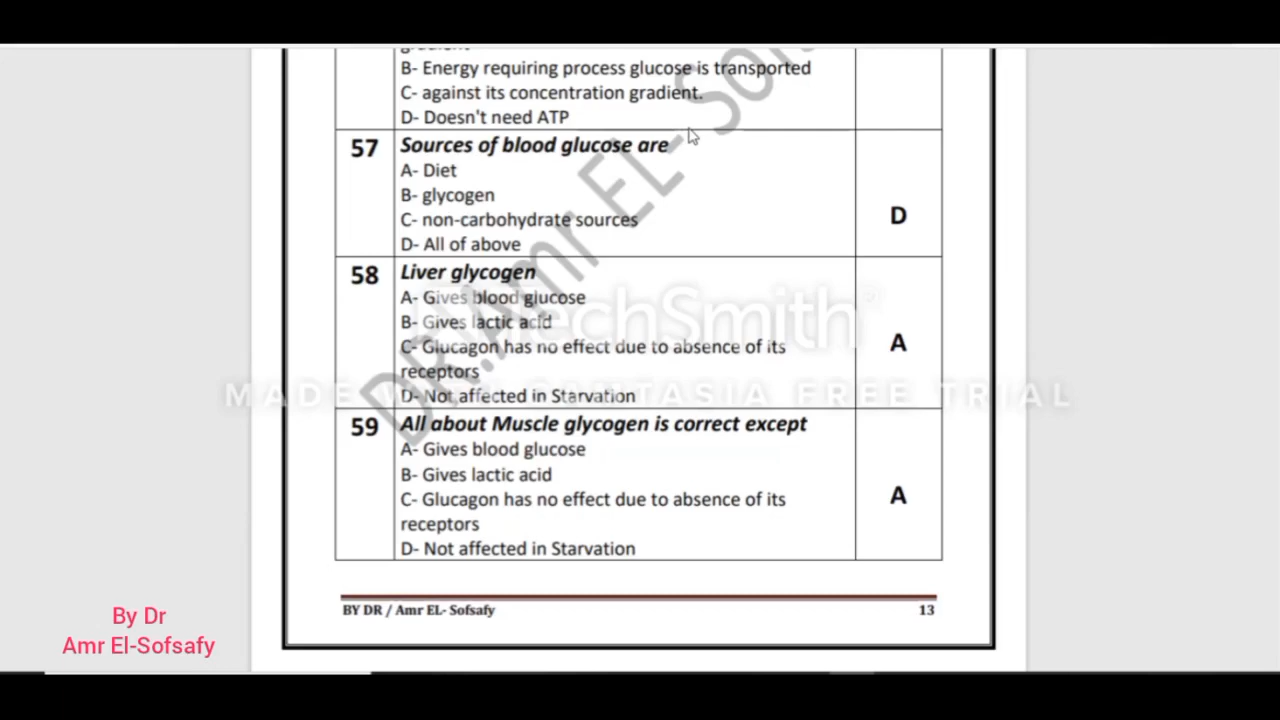 B- Energy requiring process glucose is transported
C- against its concentration gradient.
D- Doesn't need ATP
57
Sources of blood glucose are
A- Diet
B- glycogen
C- non-carbohydrate sources
D- All of above
D
58
Liver glycogen
A- Gives blood glucose
B- Gives lactic acid
C- Glucagon has no effect due to absence of its
receptors
D- Not affected in Starvation
A
59
All about Muscle glycogen is correct except
A- Gives blood glucose
B- Gives lactic acid
C- Glucagon has no effect due to absence of its
receptors
D- Not affected in Starvation
A
BY DR / Amr EL- Sofsafy
13
By Dr
Amr El-Sofsafy
TechSmith
MADE WITH CAMTASIA FREE TRIAL
DR.Amr EL-